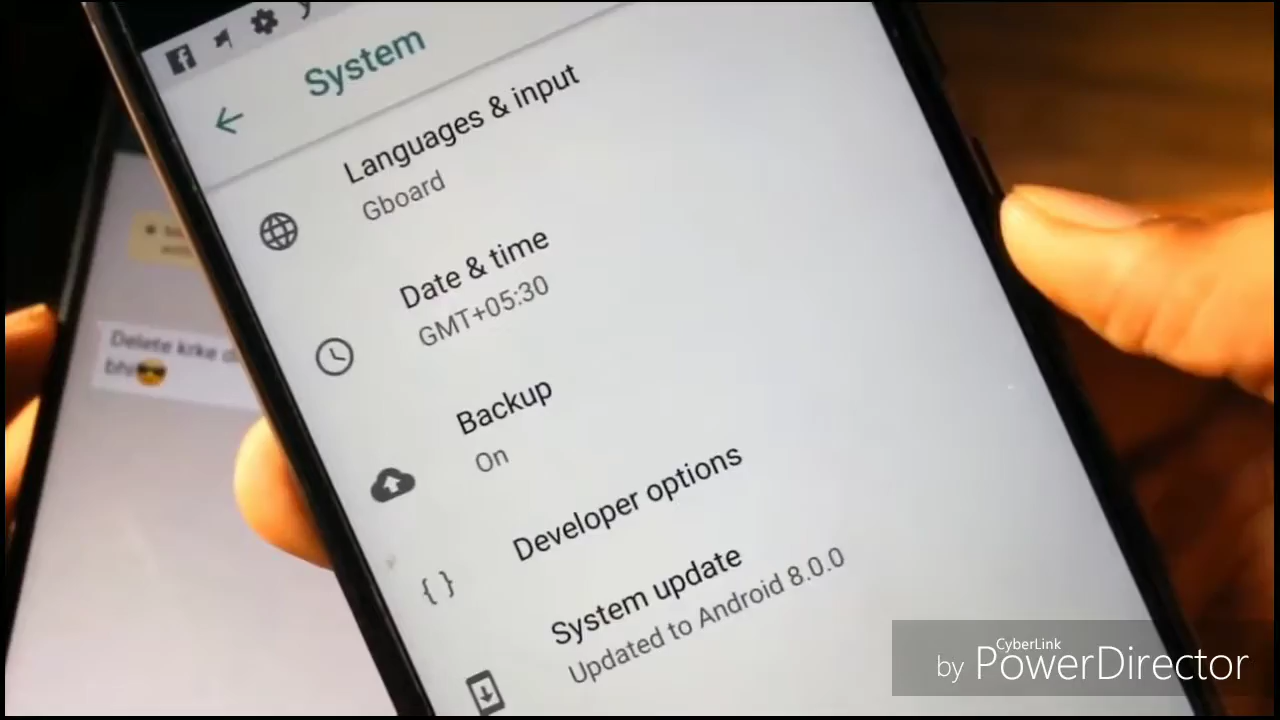 System
Languages & input
Gboard
Date & time
GMT+05:30
Backup
On
Developer options
System update
Updated to Android 8.0.0
Delete krke
CyberLink
by PowerDirector